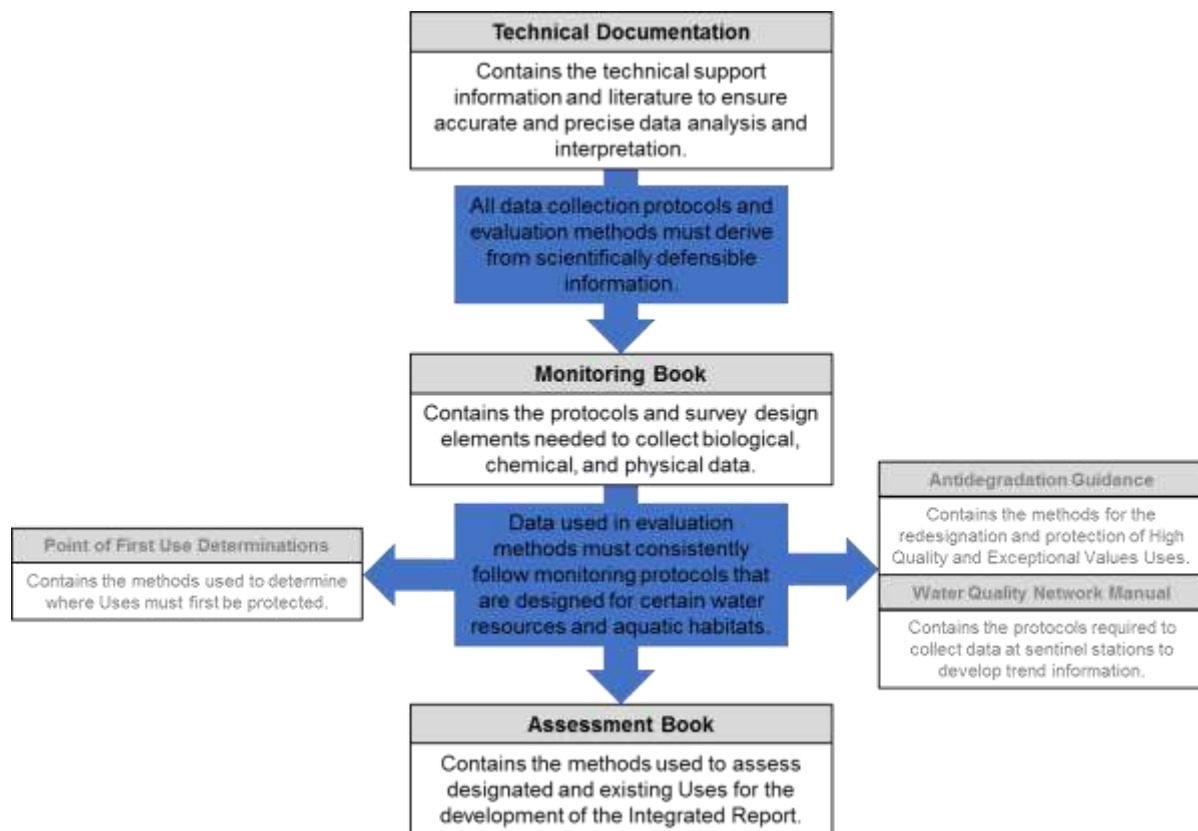 Technical Documentation
Contains the technical support
information and literature to ensure
accurate and precise data analysis and
interpretation.
All data collection protocols and
evaluation methods must derive
from scientifically defensible
information.
Monitoring Book
Contains the protocols and survey design
elements needed to collect biological,
chemical, and physical data.
Point of First Use Determinations
Contains the methods used to determine
where Uses must first be protected.
Data used in evaluation
methods must consistently
follow monitoring protocols that
are designed for certain water
resources and aquatic habitats.
Antidegradation Guidance
Contains the methods for the
redesignation and protection of High
Quality and Exceptional Values Uses.
Water Quality Network Manual
Contains the protocols required to
collect data at sentinel stations to
develop trend information.
Assessment Book
Contains the methods used to assess
designated and existing Uses for the
development of the Integrated Report.